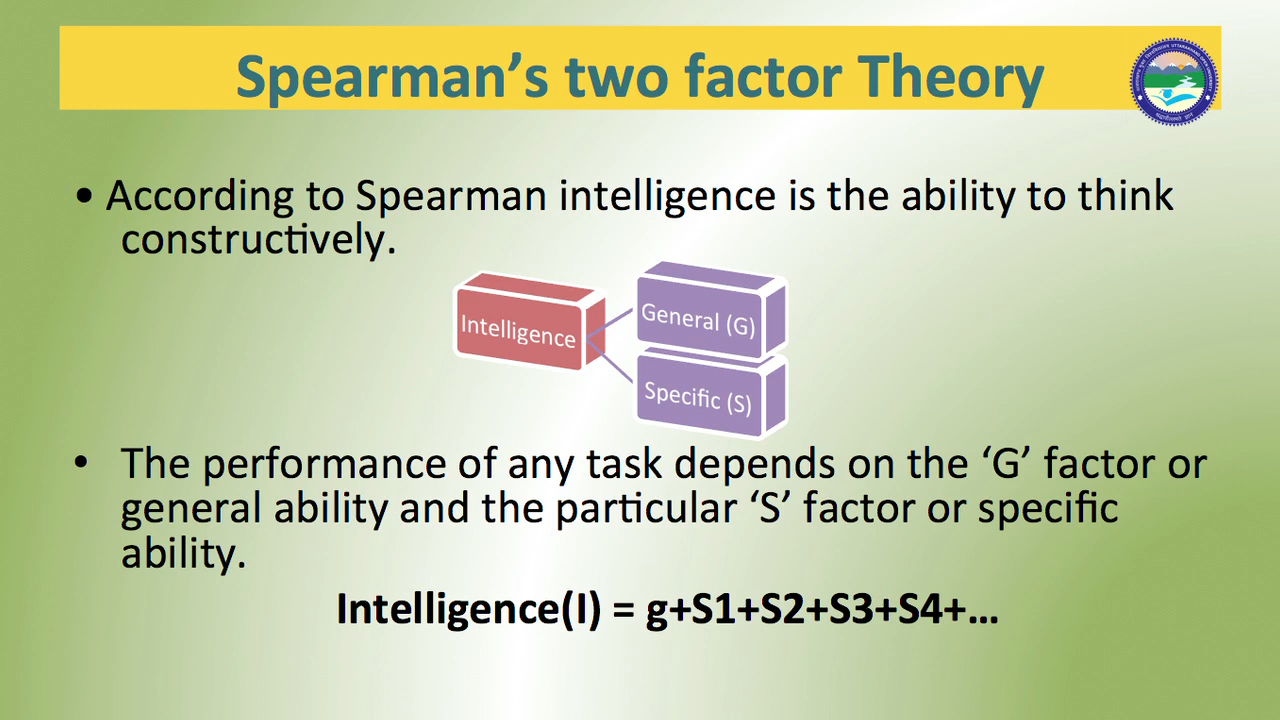 Spearman’s two factor Theory
• According to Spearman intelligence is the ability to think
constructively.
Intelligence
General (G)
Specific (S)
• The performance of any task depends on the ‘G’ factor or
general ability and the particular ‘S’ factor or specific
ability.
Intelligence(I) = g+S1+S2+S3+S4+…